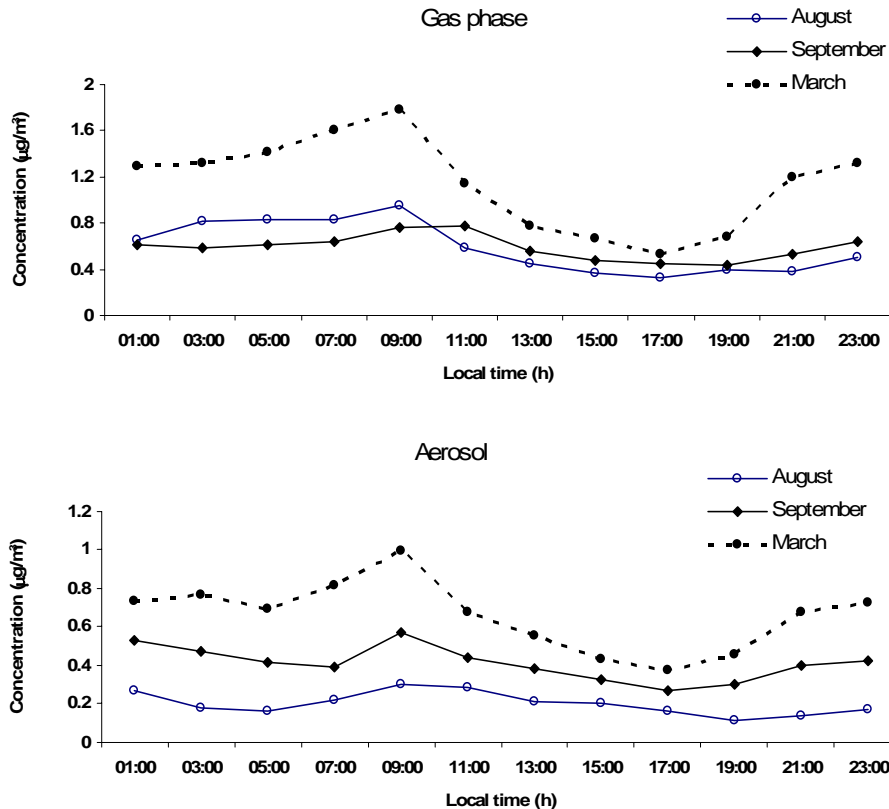 Gas phase
August
September
March
Concentration (µg/m³)
2
1.6
1.2
0.8
0.4
0
01:00 03:00 05:00 07:00 09:00 11:00 13:00 15:00 17:00 19:00 21:00 23:00
Local time (h)
Aerosol
August
September
March
Concentration (µg/m³)
1.2
1
0.8
0.6
0.4
0.2
0
01:00 03:00 05:00 07:00 09:00 11:00 13:00 15:00 17:00 19:00 21:00 23:00
Local time (h)